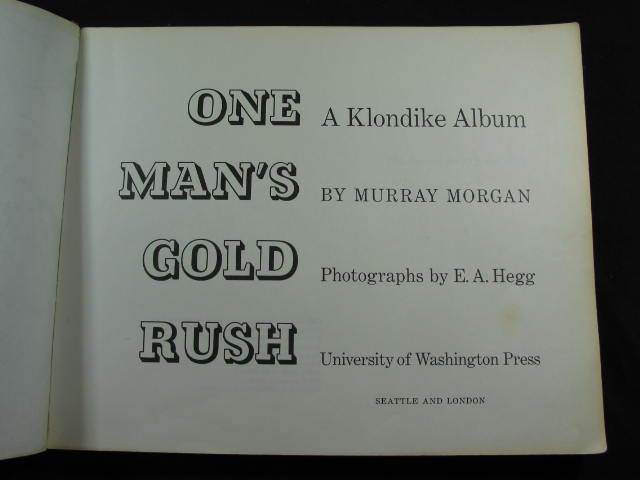 ONE
MAN'S
GOLD
RUSH
A Klondike Album
BY MURRAY MORGAN
Photographs by E. A. Hegg
University of Washington Press
SEATTLE AND LONDON